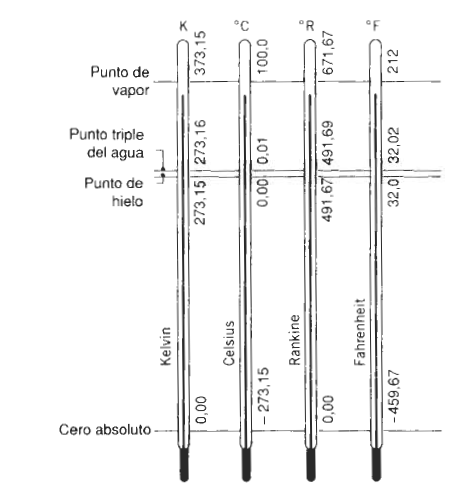 K °C °R °F
Punto de
vapor
373,15 100,0 671,67 212
Punto triple
del agua
273,16 0,01 491,69 32,02
Punto de
hielo
273,15 0,00 491,67 32,0
Kelvin Celsius Rankine Fahrenheit
Cero absoluto
0,00 -273,15 0,00 -459,67